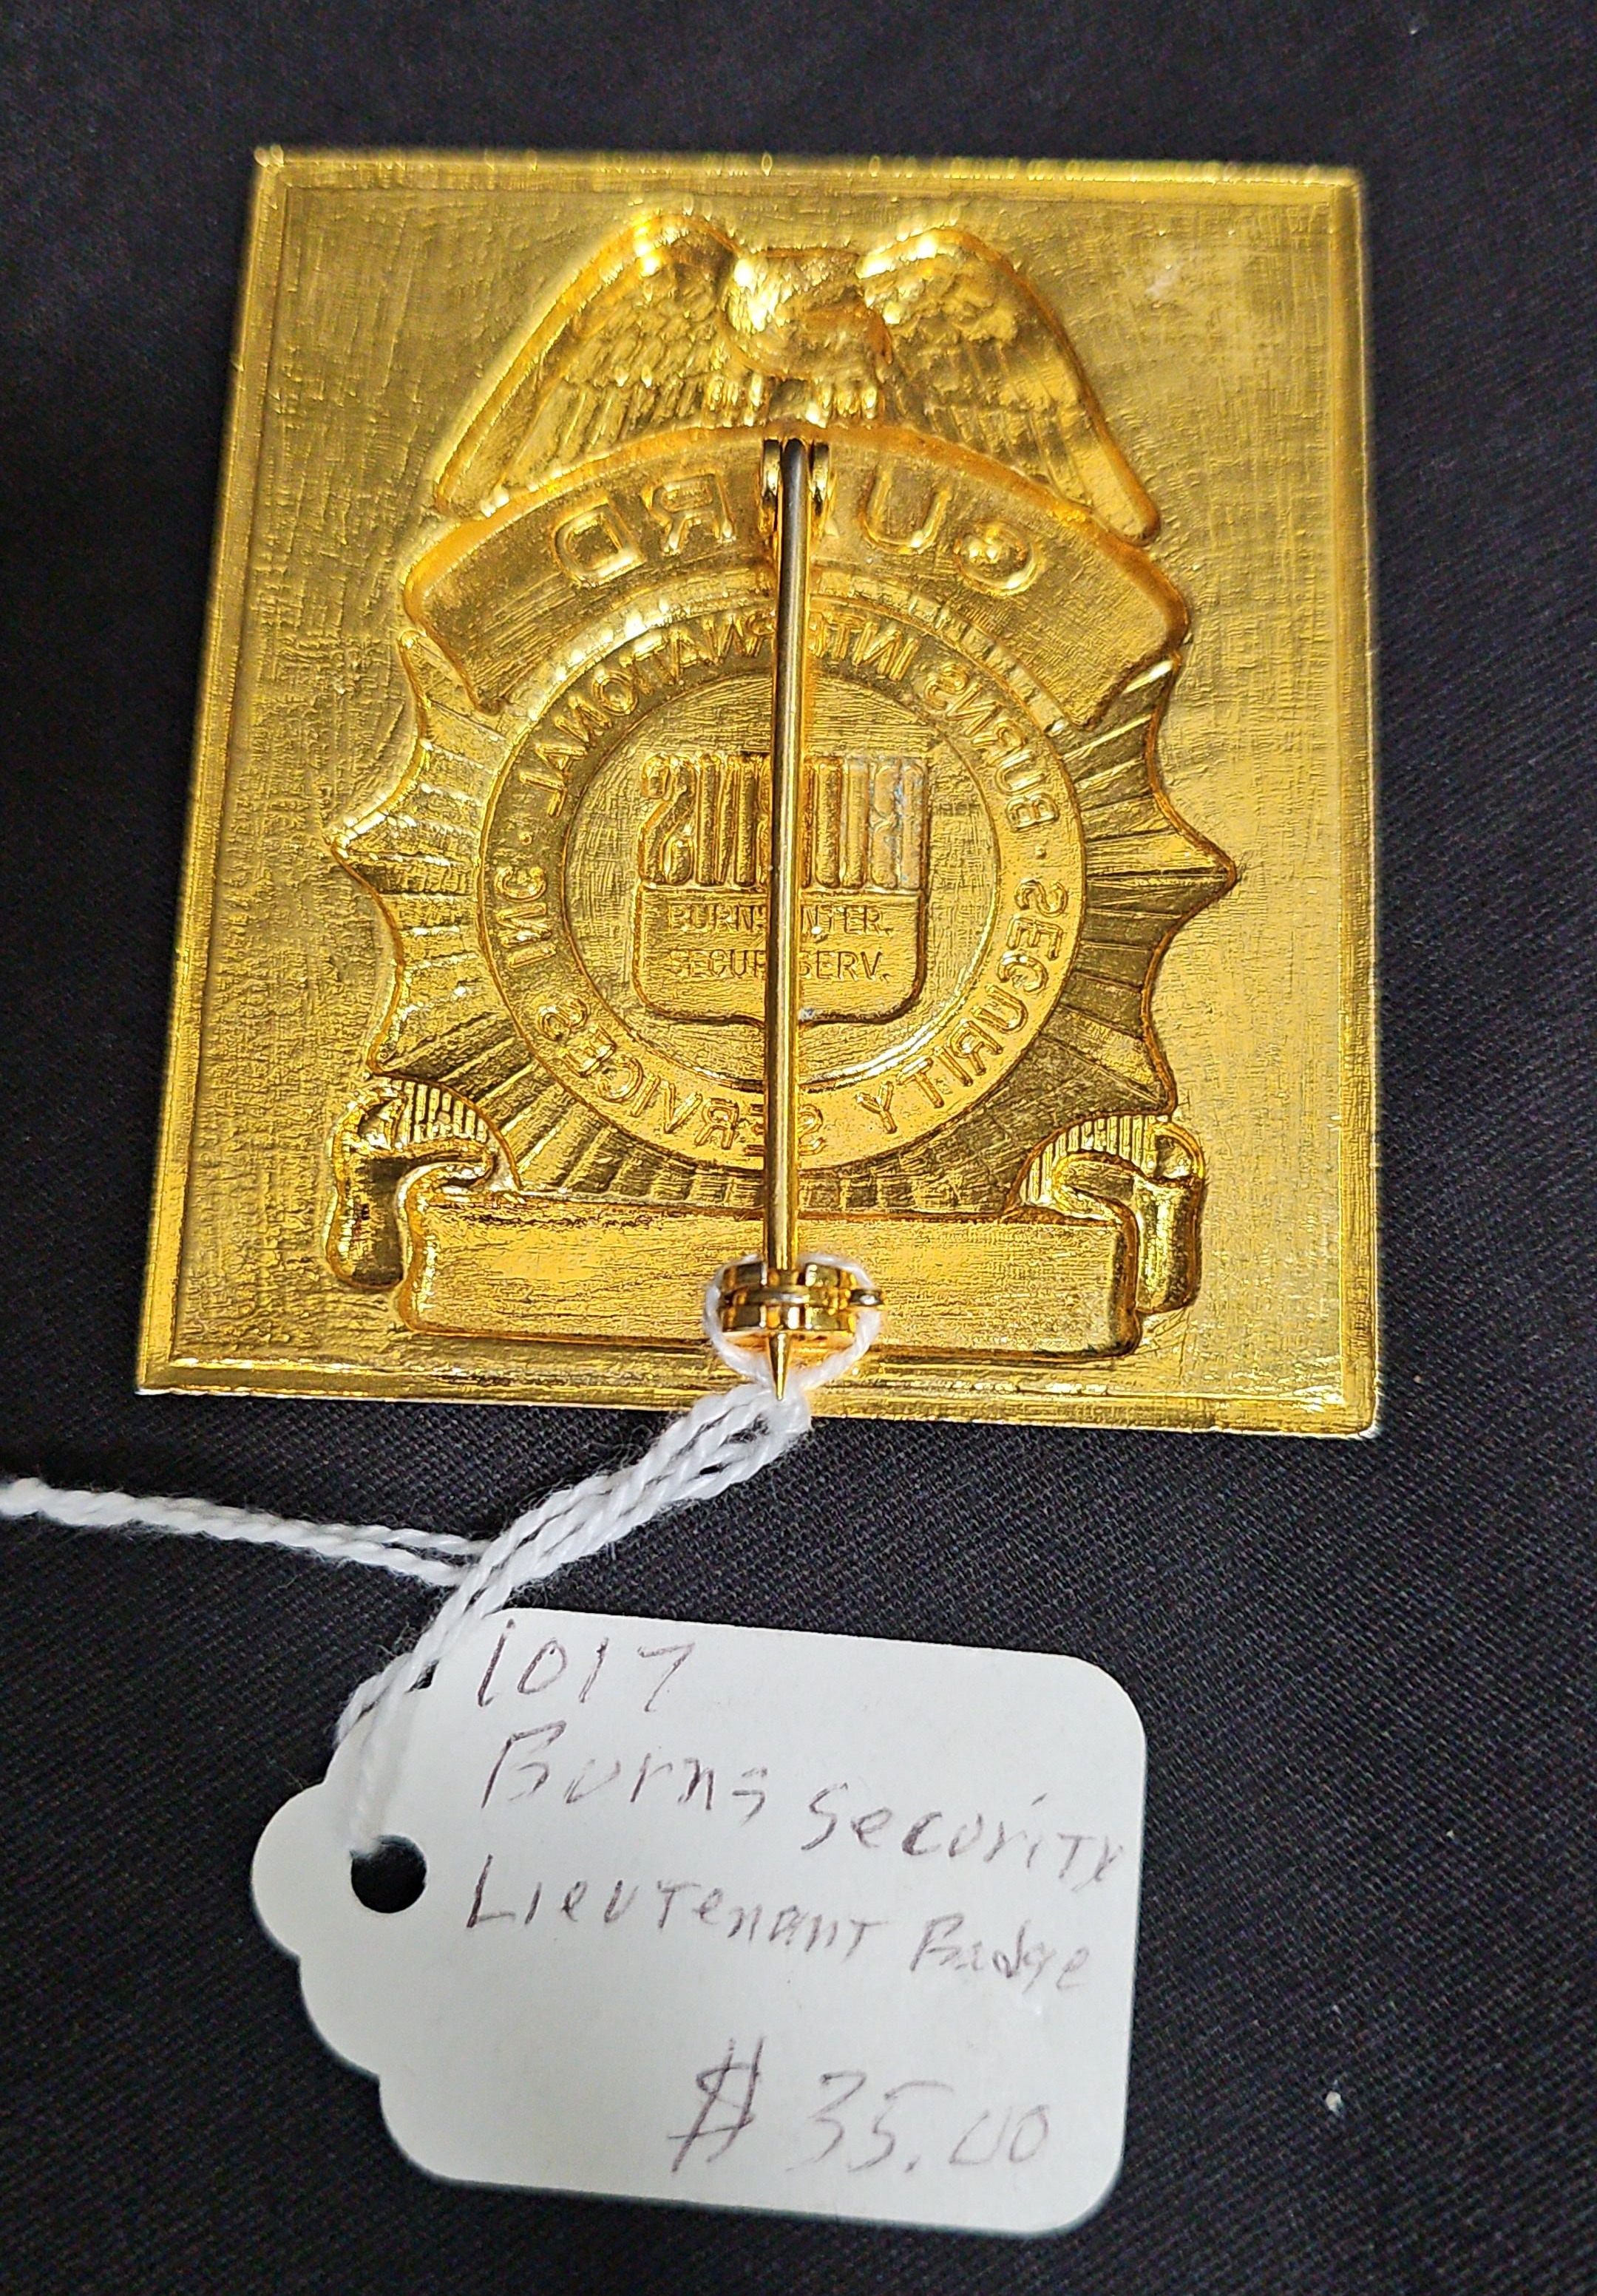 GUARD
BURNS INTERNATIONAL
SECURITY SERVICES INC.
BURNS
BURNS INTER.
SECUR. SERV.
1017
Burns Security
Lieutenant Badge
$ 35.00